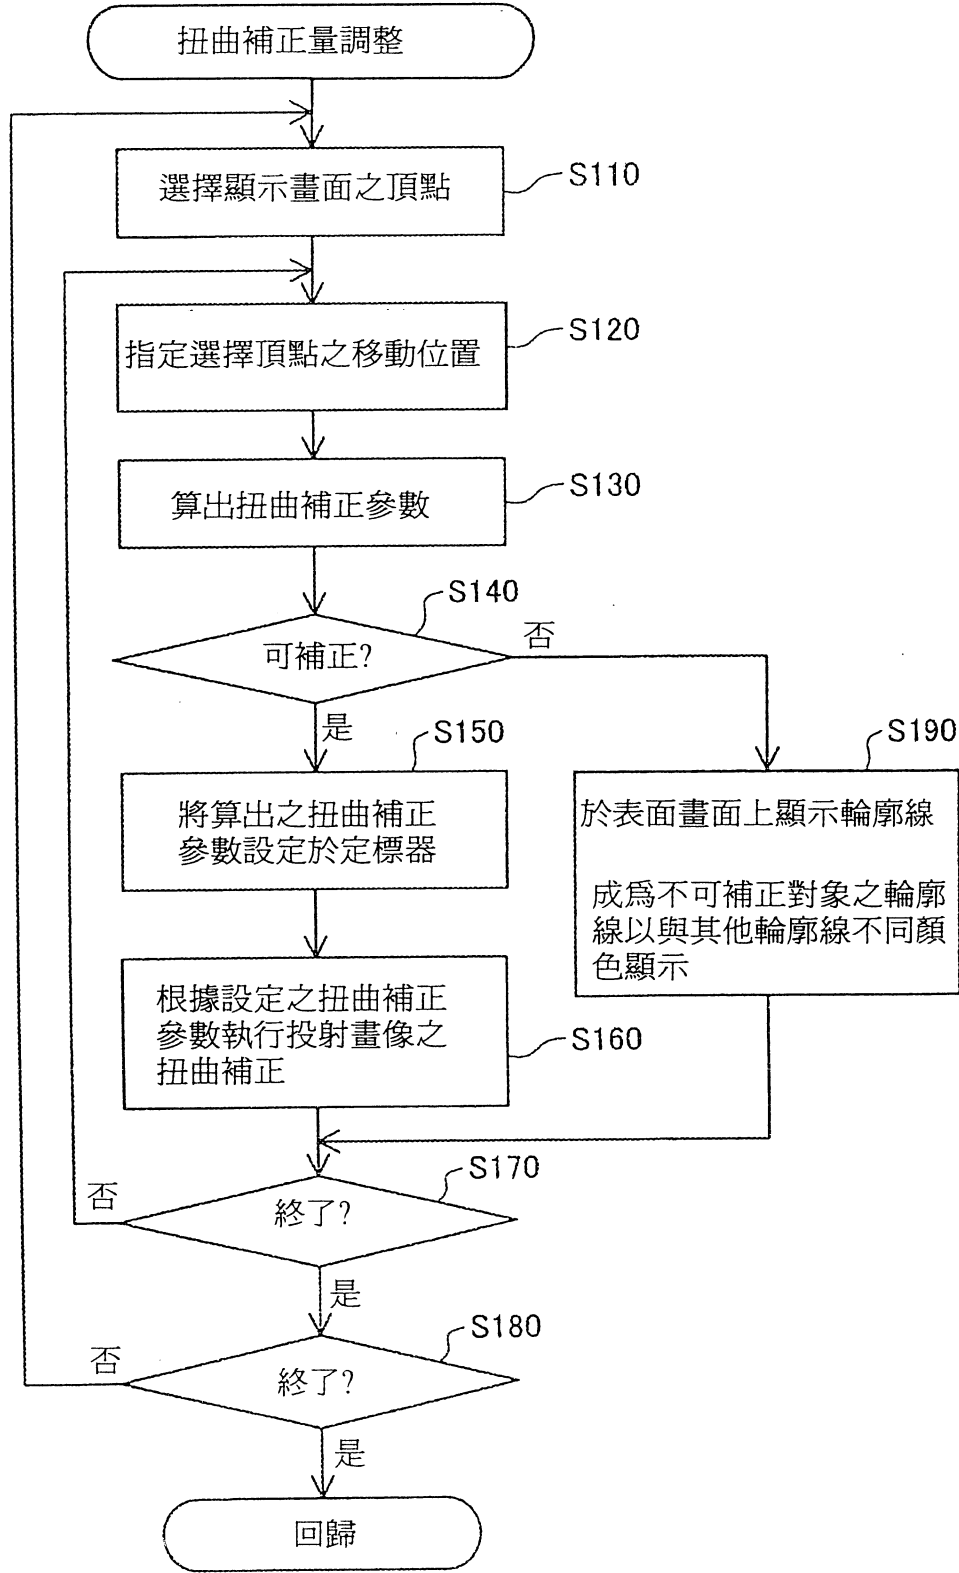 扭曲補正量調整
選擇顯示畫面之頂點
S110
指定選擇頂點之移動位置
S120
算出扭曲補正參數
S130
S140
可補正?
否
是
S150
將算出之扭曲補正
參數設定於定標器
S190
於表面畫面上顯示輪廓線
成爲不可補正對象之輪廓
線以與其他輪廓線不同顏
色顯示
根據設定之扭曲補正
參數執行投射畫像之
扭曲補正
S160
S170
終了?
否
是
S180
終了?
否
是
回歸